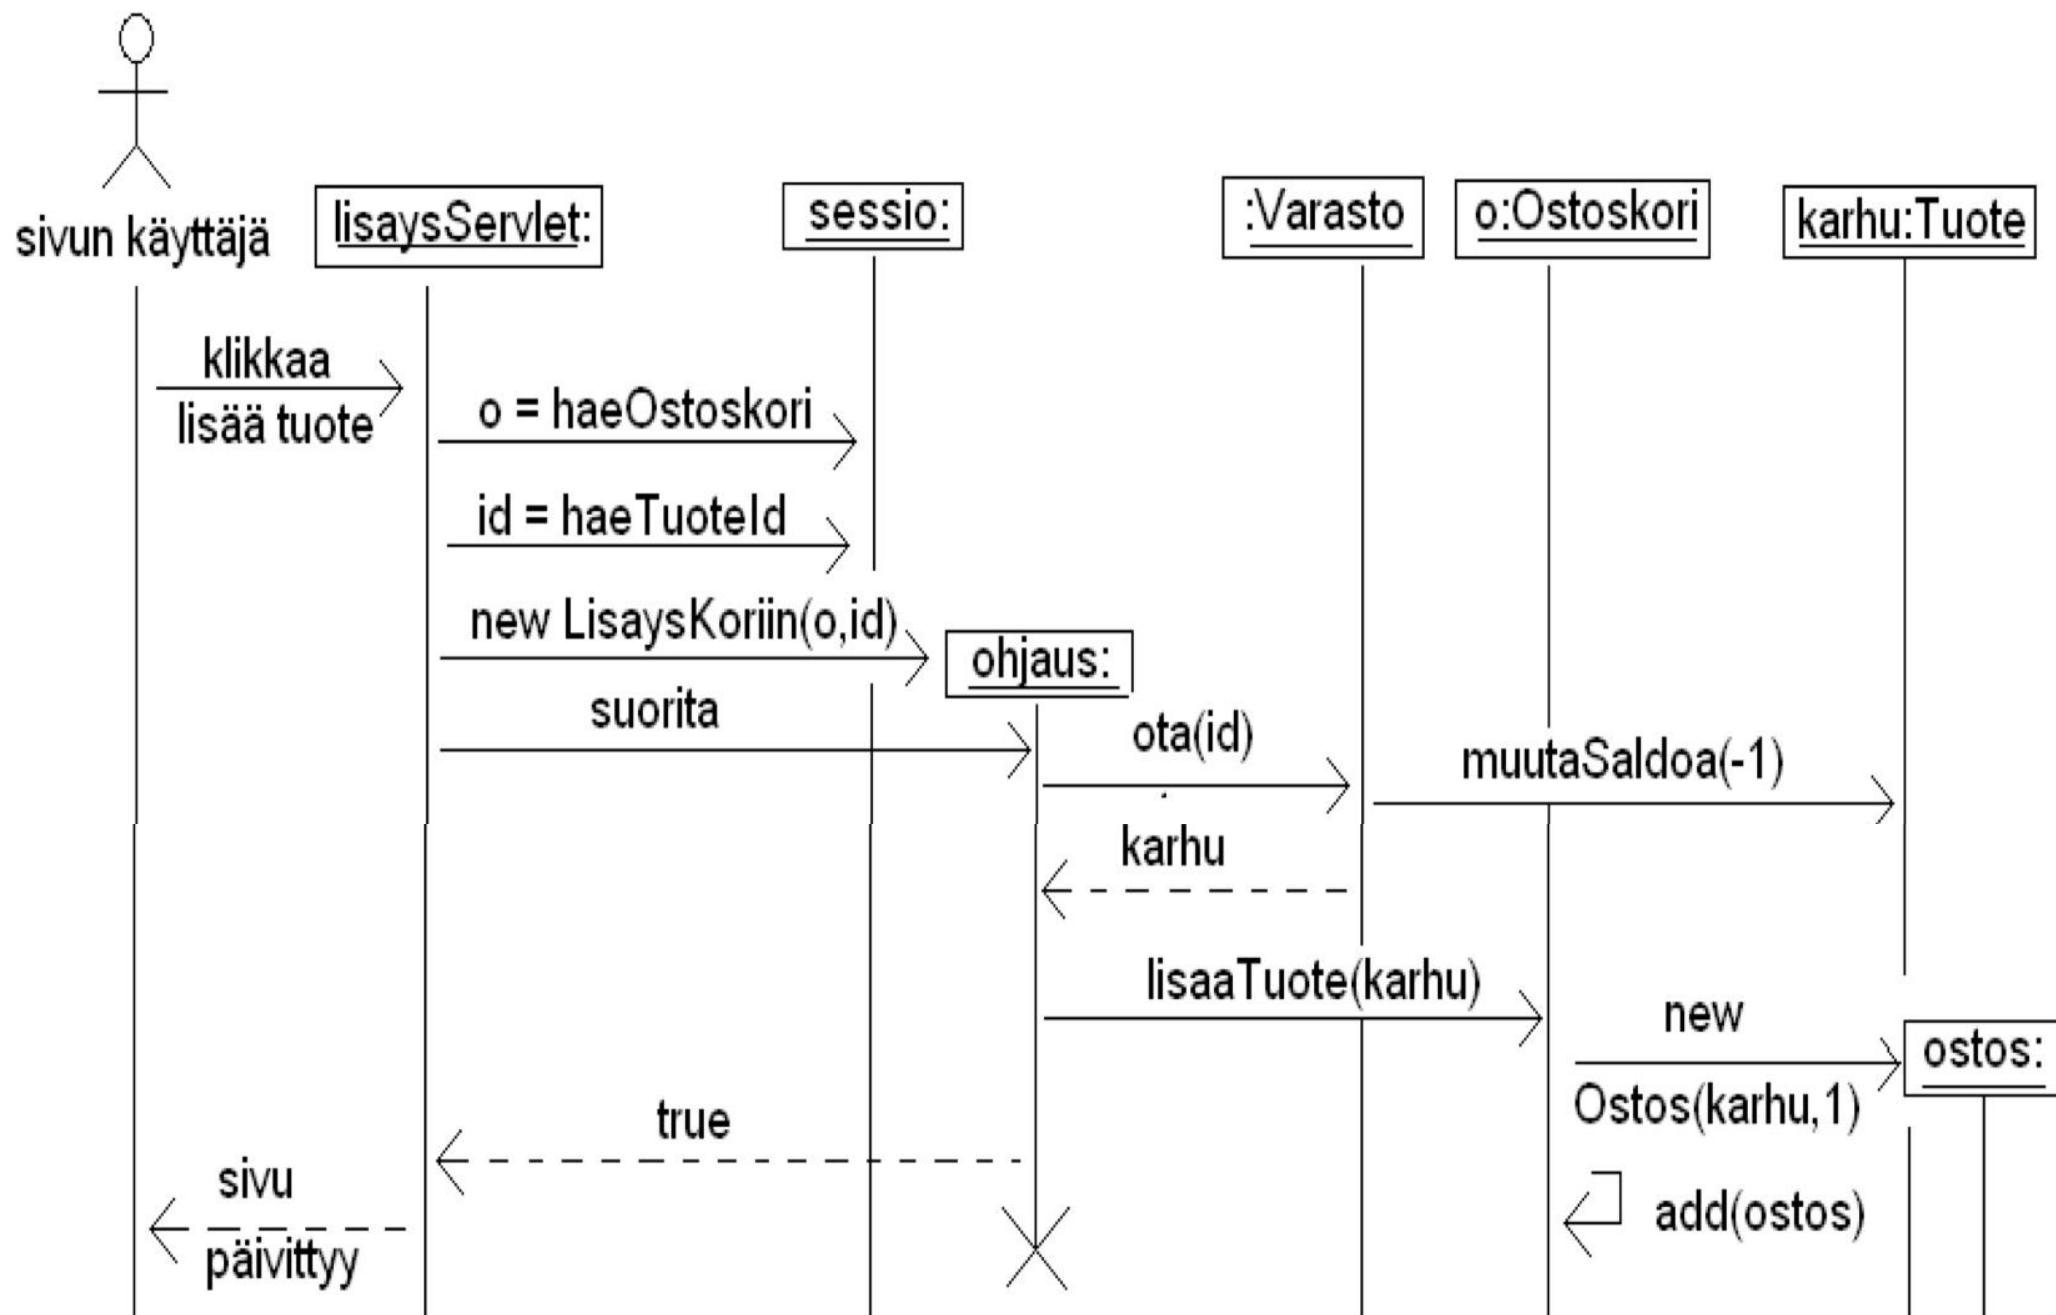 sivun käyttäjä
lisaysServlet:
sessio:
:Varasto
o:Ostoskori
karhu:Tuote
klikkaa
lisää tuote
o = haeOstoskori
id = haeTuoteId
new LisaysKoriin(o,id)
ohjaus:
suorita
ota(id)
muutaSaldoa(-1)
karhu
lisaaTuote(karhu)
new
Ostos(karhu,1)
ostos:
true
add(ostos)
sivu
päivittyy